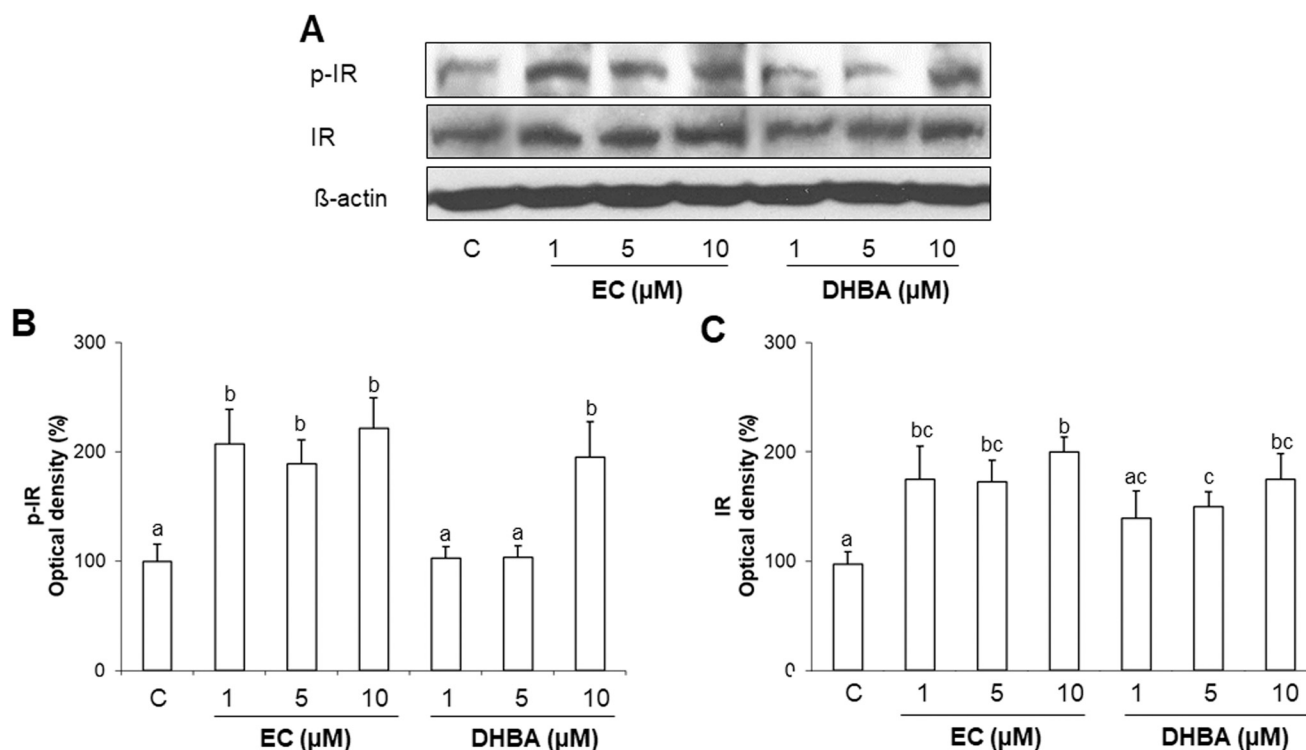 A
p-IR
IR
ß-actin
C 1 5 10 1 5 10
EC (µM) DHBA (µM)
B
300
200
100
0
p-IR
Optical density (%)
a b b b a a b
C 1 5 10 1 5 10
EC (µM) DHBA (µM)
C
300
200
100
0
IR
Optical density (%)
a bc bc b ac c bc
C 1 5 10 1 5 10
EC (µM) DHBA (µM)